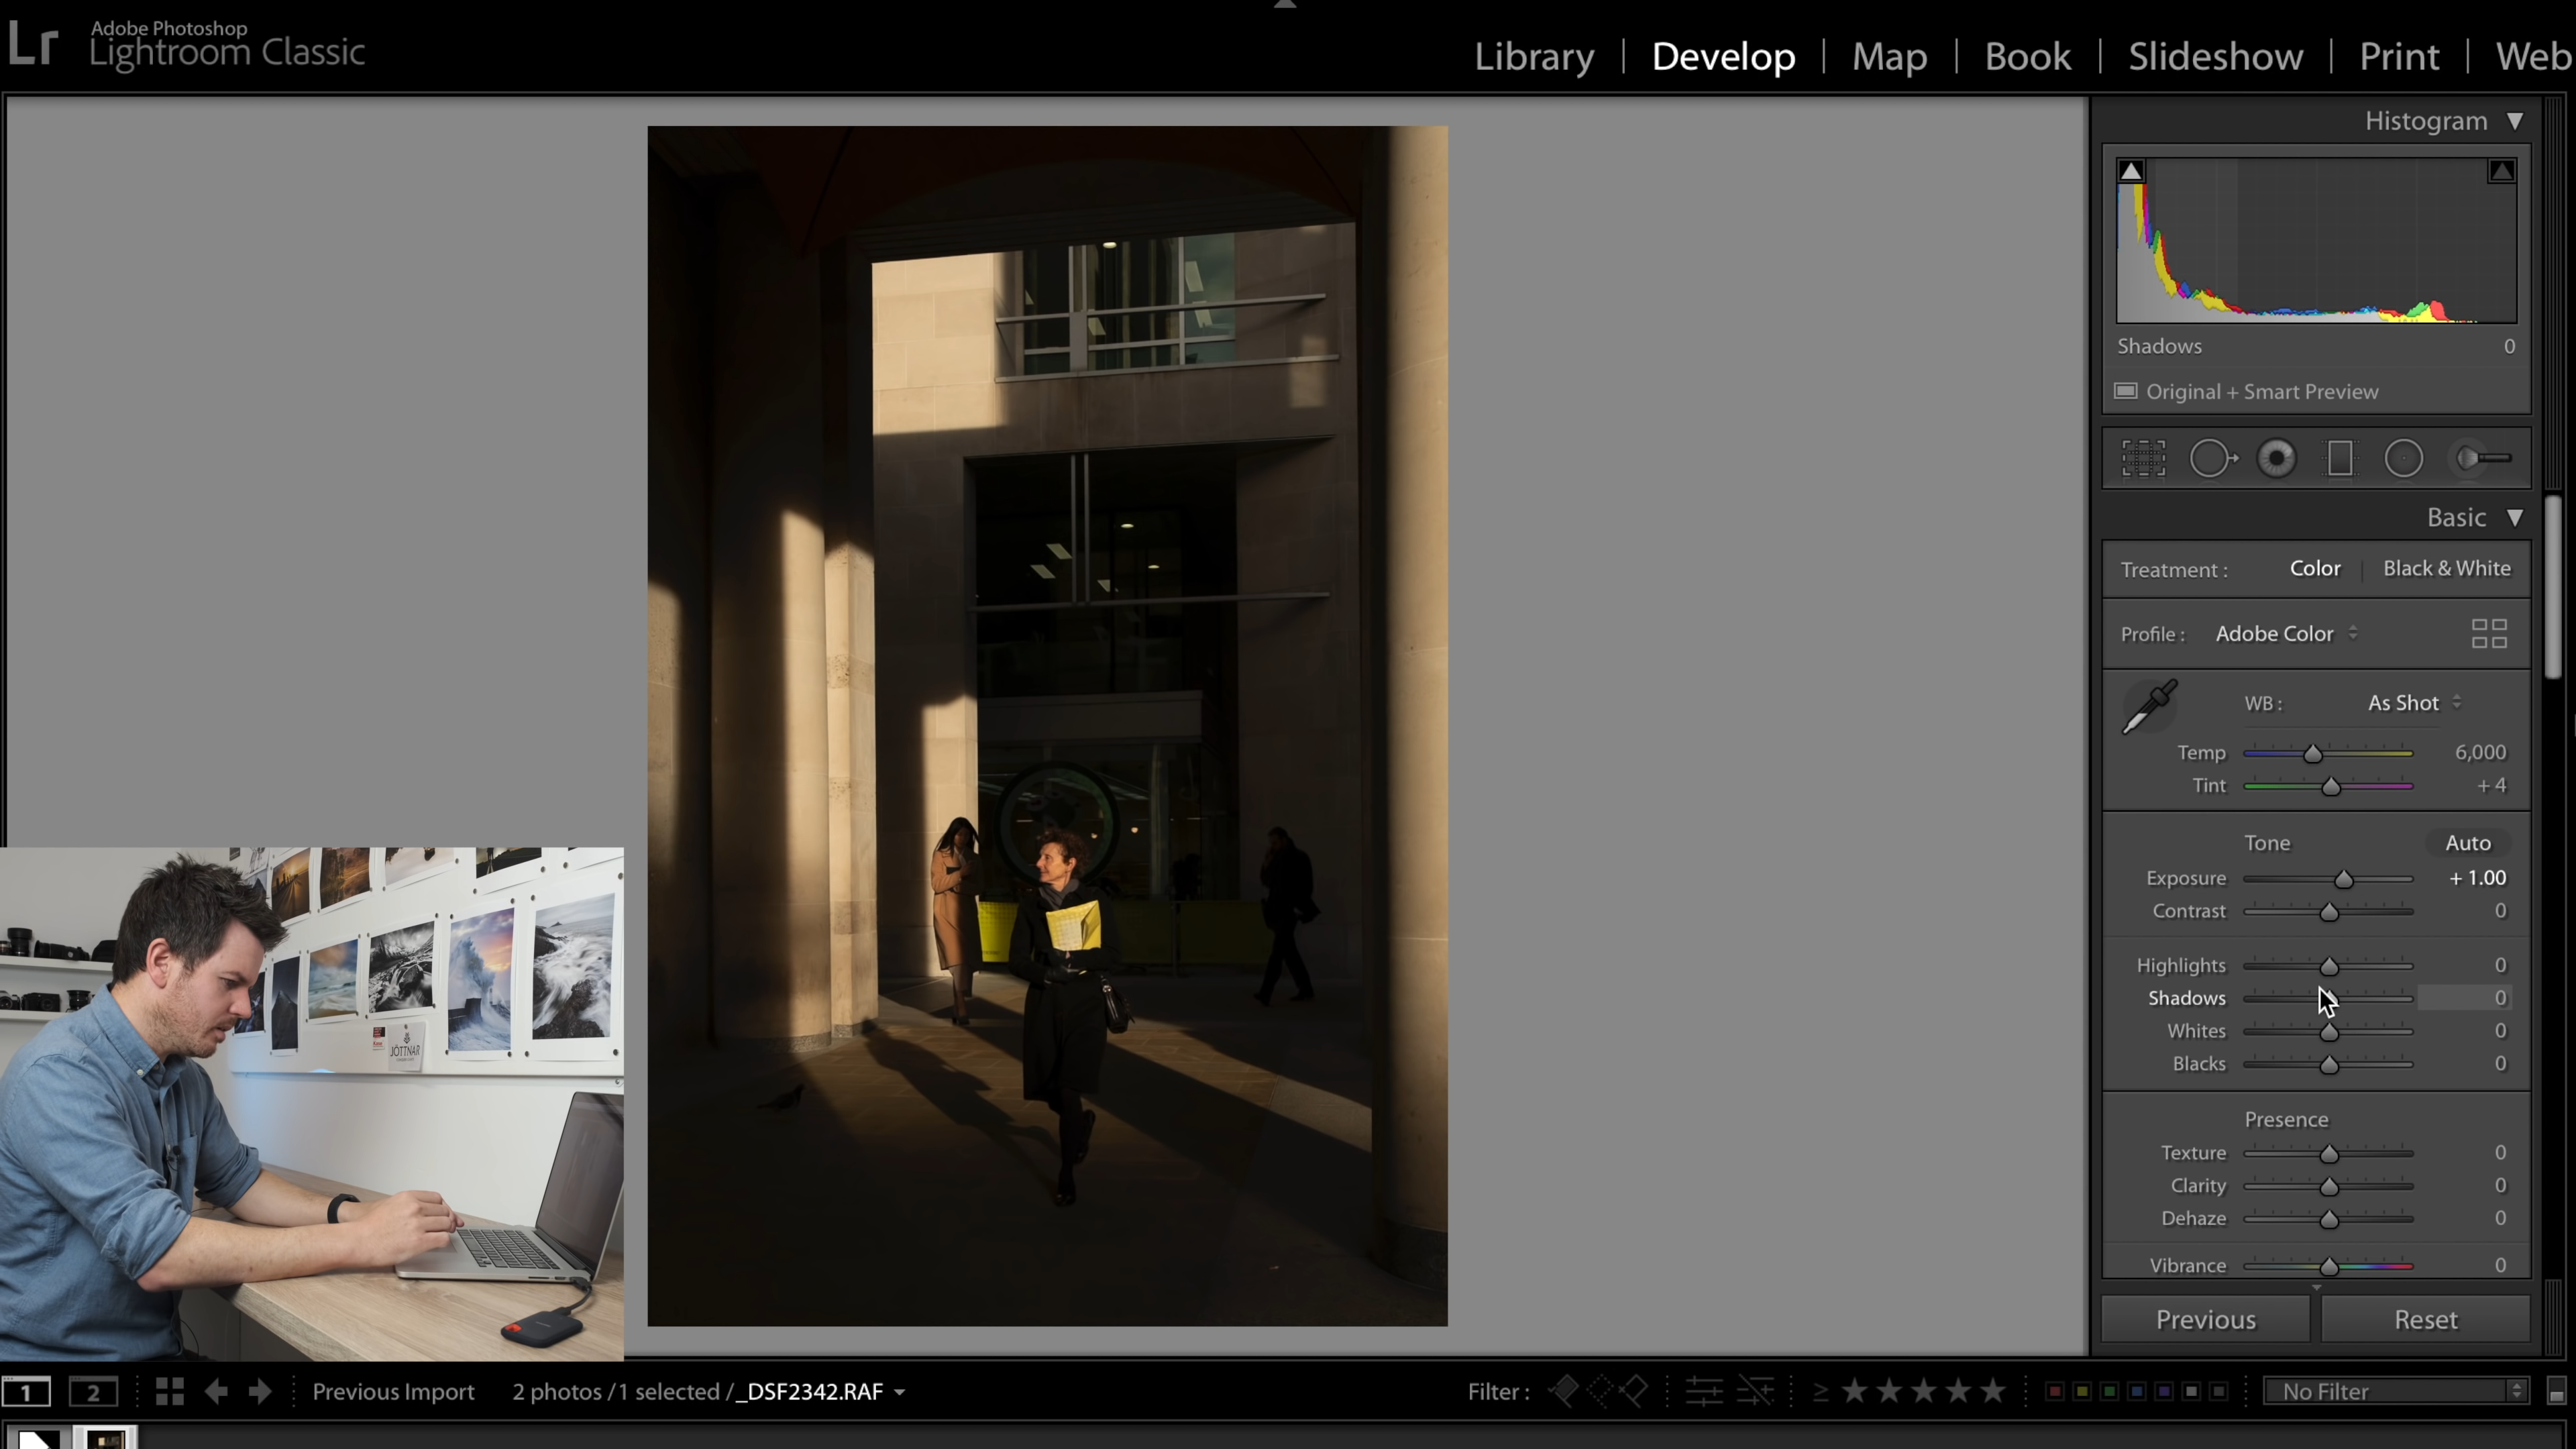 Lr
Adobe Photoshop
Lightroom Classic
Library | Develop | Map | Book | Slideshow | Print | Web
Histogram
Shadows 0
Original + Smart Preview
Basic
Treatment : Color | Black & White
Profile : Adobe Color
WB : As Shot
Temp 6,000
Tint + 4
Tone Auto
Exposure + 1.00
Contrast 0
Highlights 0
Shadows 0
Whites 0
Blacks 0
Presence
Texture 0
Clarity 0
Dehaze 0
Vibrance 0
Previous Reset
JÖTTNAR
1 2 Previous Import 2 photos / 1 selected / _DSF2342.RAF Filter : ≥ ★★★★★ No Filter